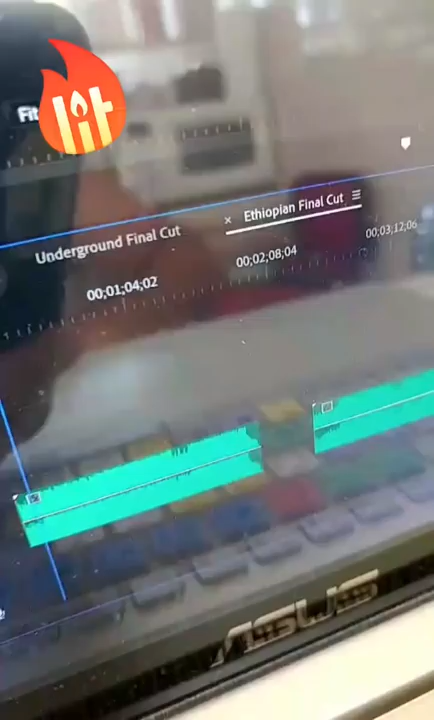 Fit
lit
Underground Final Cut
× Ethiopian Final Cut ☰
00;01;04;02
00;02;08;04
00;03;12;06
ASUS